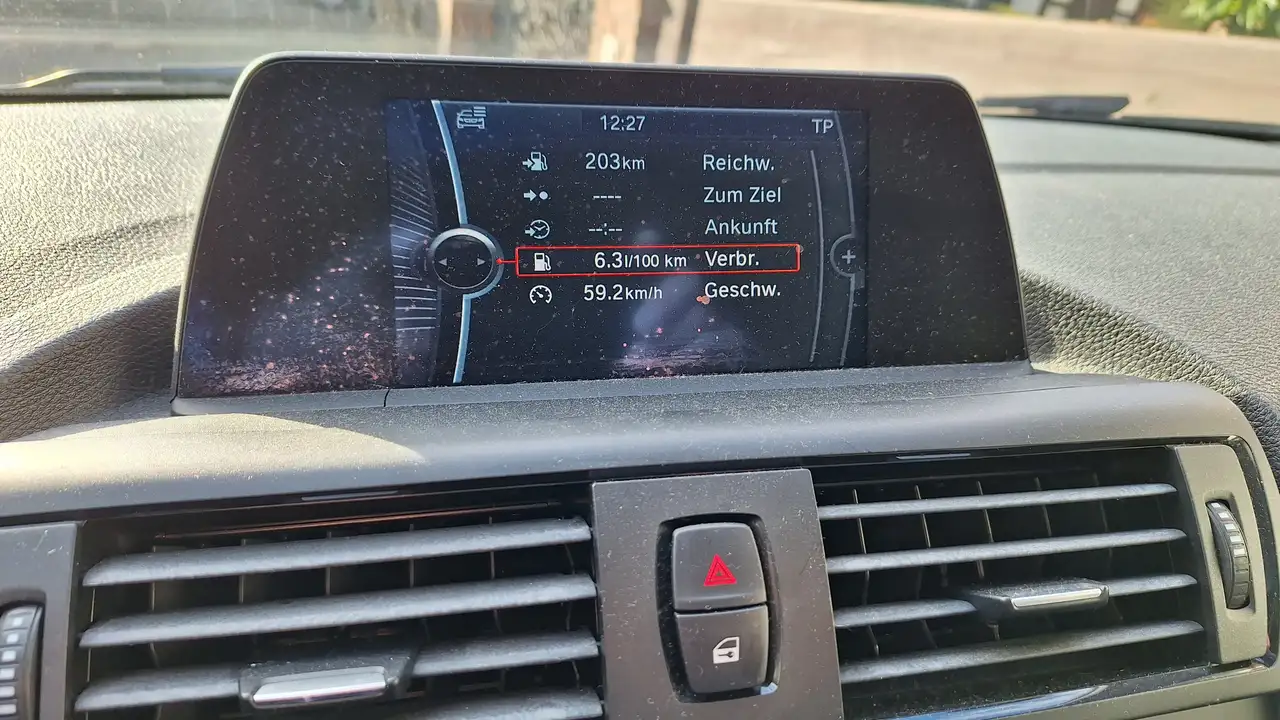 12:27 TP
203km Reichw.
---- Zum Ziel
--:-- Ankunft
6.3l/100 km Verbr.
59.2km/h Geschw.